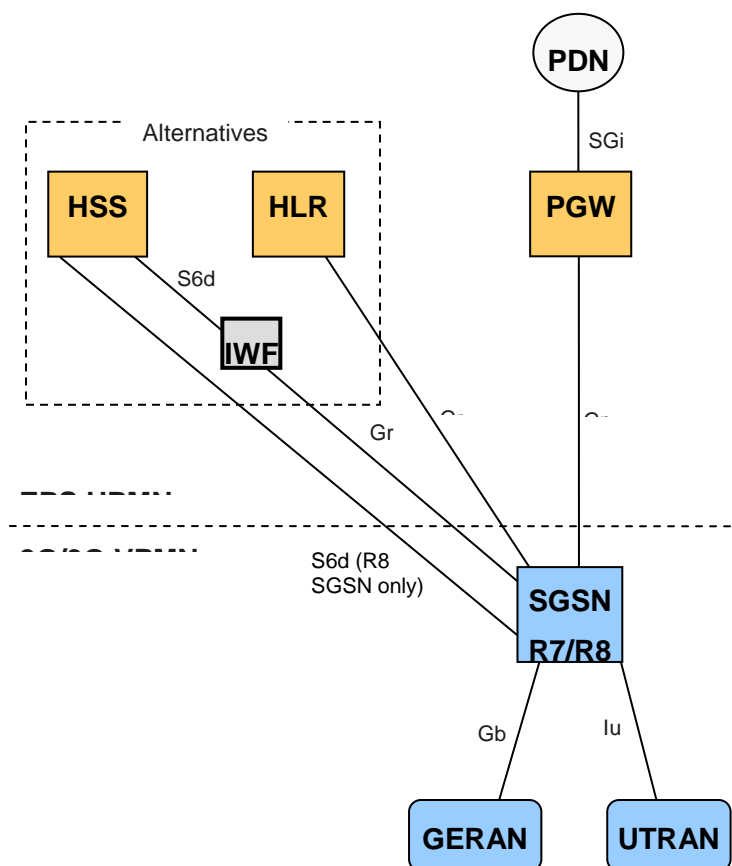 PDN
Alternatives
SGi
HSS
HLR
PGW
S6d
IWF
Gr
S6d (R8
SGSN only)
SGSN
R7/R8
Gb
Iu
GERAN
UTRAN